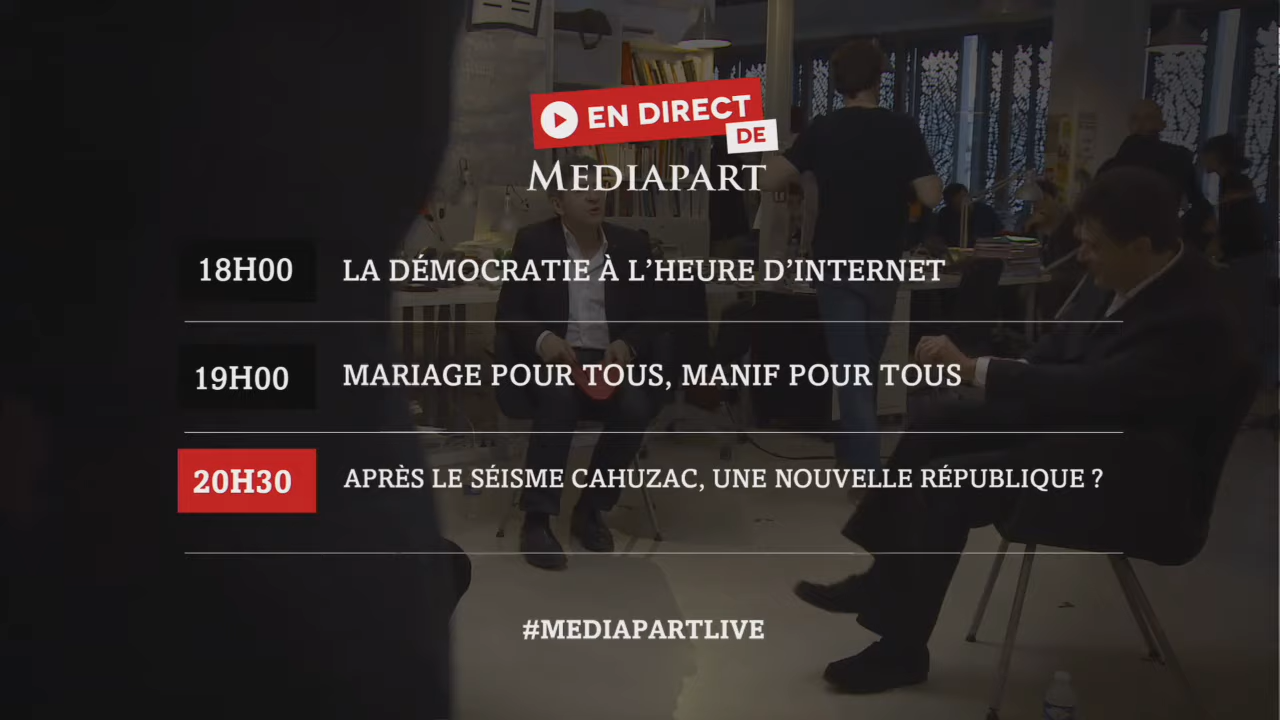 EN DIRECT
DE
MEDIAPART
18H00 LA DÉMOCRATIE À L’HEURE D’INTERNET
19H00 MARIAGE POUR TOUS, MANIF POUR TOUS
20H30 APRÈS LE SÉISME CAHUZAC, UNE NOUVELLE RÉPUBLIQUE ?
#MEDIAPARTLIVE